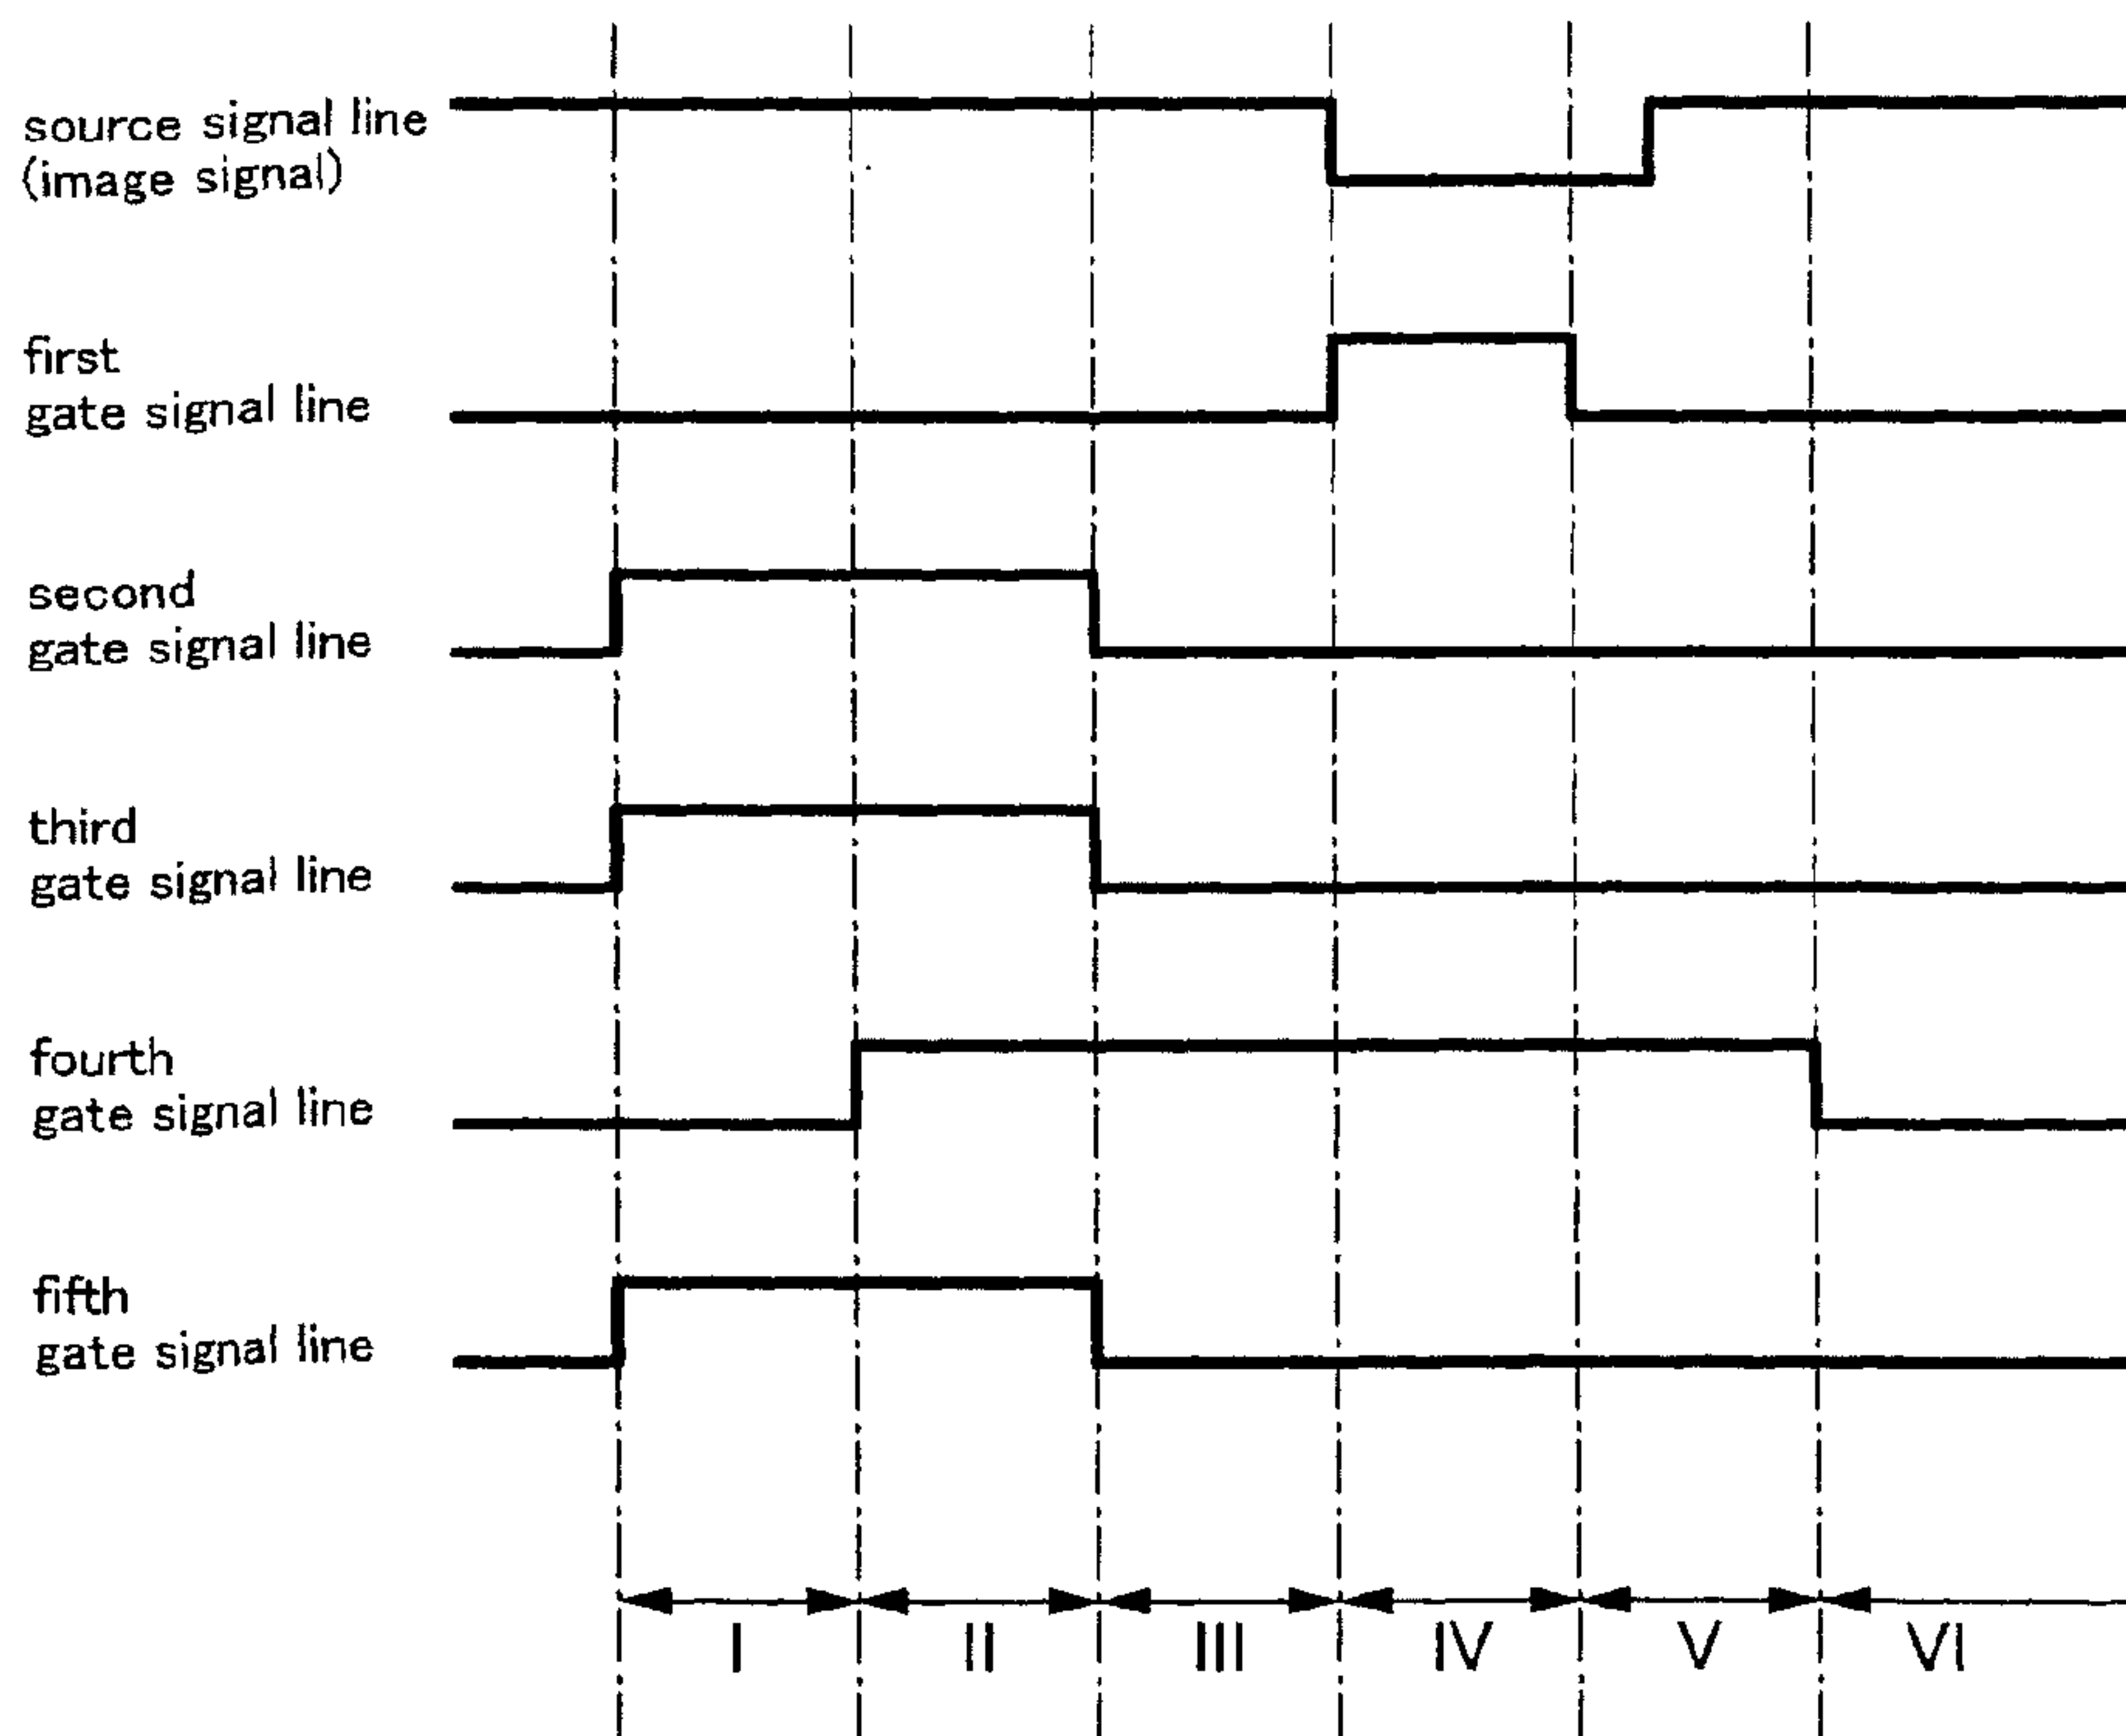 source signal line
(image signal)
first
gate signal line
second
gate signal line
third
gate signal line
fourth
gate signal line
fifth
gate signal line
I II III IV V VI